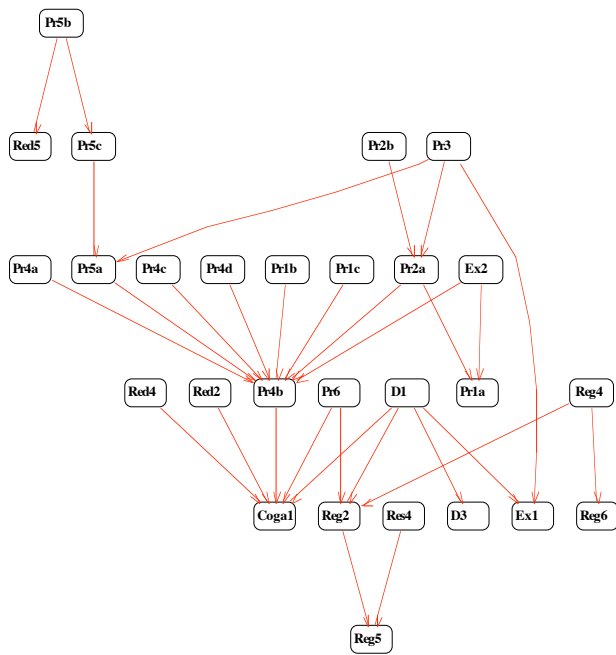 Pr5b
Red5 Pr5c Pr2b Pr3
Pr4a Pr5a Pr4c Pr4d Pr1b Pr1c Pr2a Ex2
Red4 Red2 Pr4b Pr6 D1 Pr1a Reg4
Coga1 Reg2 Res4 D3 Ex1 Reg6
Reg5